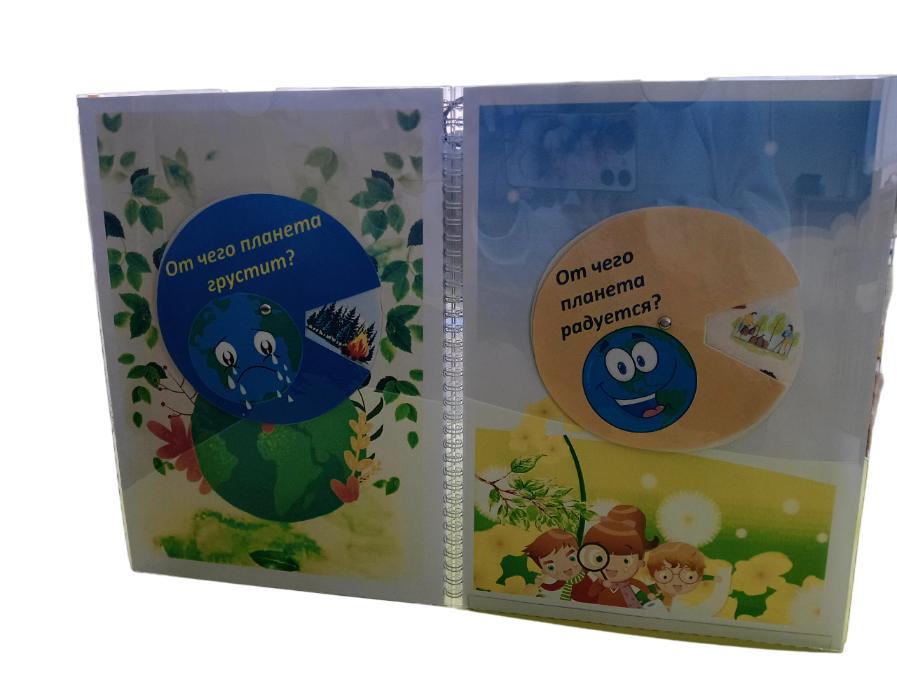 От чего планета
грустит?
От чего
планета
радуется?